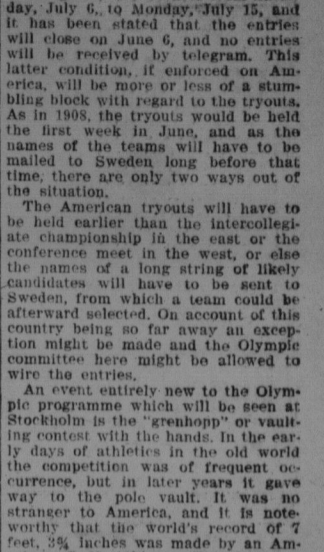 day, July 6, to Monday, July 15, and
it has been stated that the entries
will close on June 6, and no entries
will be received by telegram. This
latter condition, if enforced on Am-
erica, will be more or less of a stum-
bling block with regard to the tryouts.
As in 1908, the tryouts would be held
the first week in June, and as the
names of the teams will have to be
mailed to Sweden long before that
time, there are only two ways out of
the situation.
The American tryouts will have to
be held earlier than the intercollegi-
ate championship in the east or the
conference meet in the west, or else
the names of a long string of likely
candidates will have to be sent to
Sweden, from which a team could be
afterward selected. On account of this
country being so far away an excep-
tion might be made and the Olympic
committee here might be allowed to
wire the entries.
An event entirely new to the Olym-
pic programme which will be seen at
Stockholm is the "grenhopp" or vault-
ing contest with the hands. In the ear-
ly days of athletics in the old world
the competition was of frequent oc-
currence, but in later years it gave
way to the pole vault. It was no
stranger to America, and it is note-
worthy that the world's record of 7
feet, 3¾ inches was made by an Am-